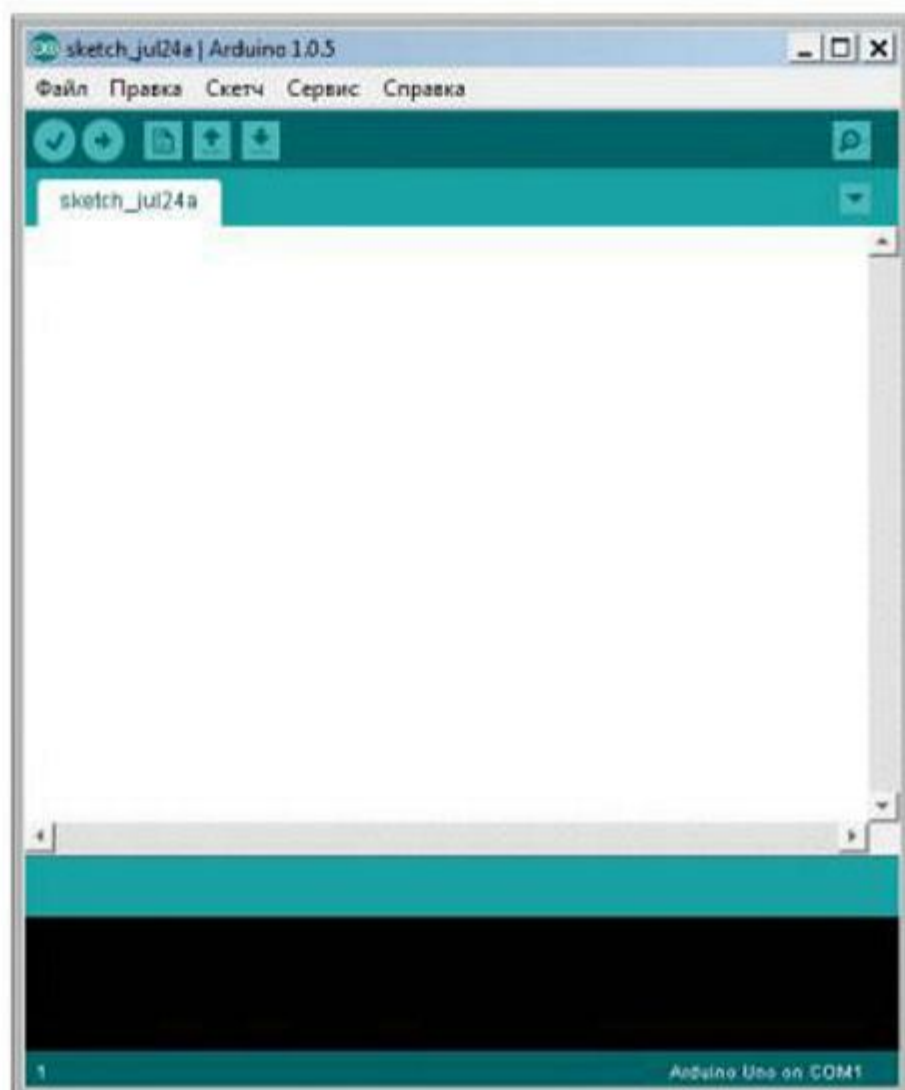 sketch_jul24a | Arduino 1.0.5
Файл Правка Скетч Сервис Справка
sketch_jul24a
1 Arduino Uno on COM1